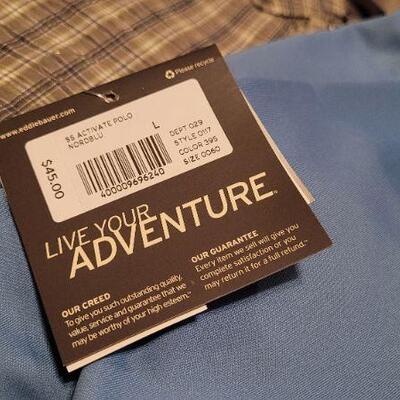 www.eddiebauer.com
Please recycle
SS ACTIVATE POLO
NORDBLU
L
DEPT 029
STYLE 0117
COLOR 395
SIZE 0060
$45.00
400009696240
LIVE YOUR
ADVENTURE.
OUR CREED
To give you such outstanding quality,
value, service and guarantee that we
may be worthy of your high esteem.™
OUR GUARANTEE
Every item we sell will give you
complete satisfaction or you
may return it for a full refund.™